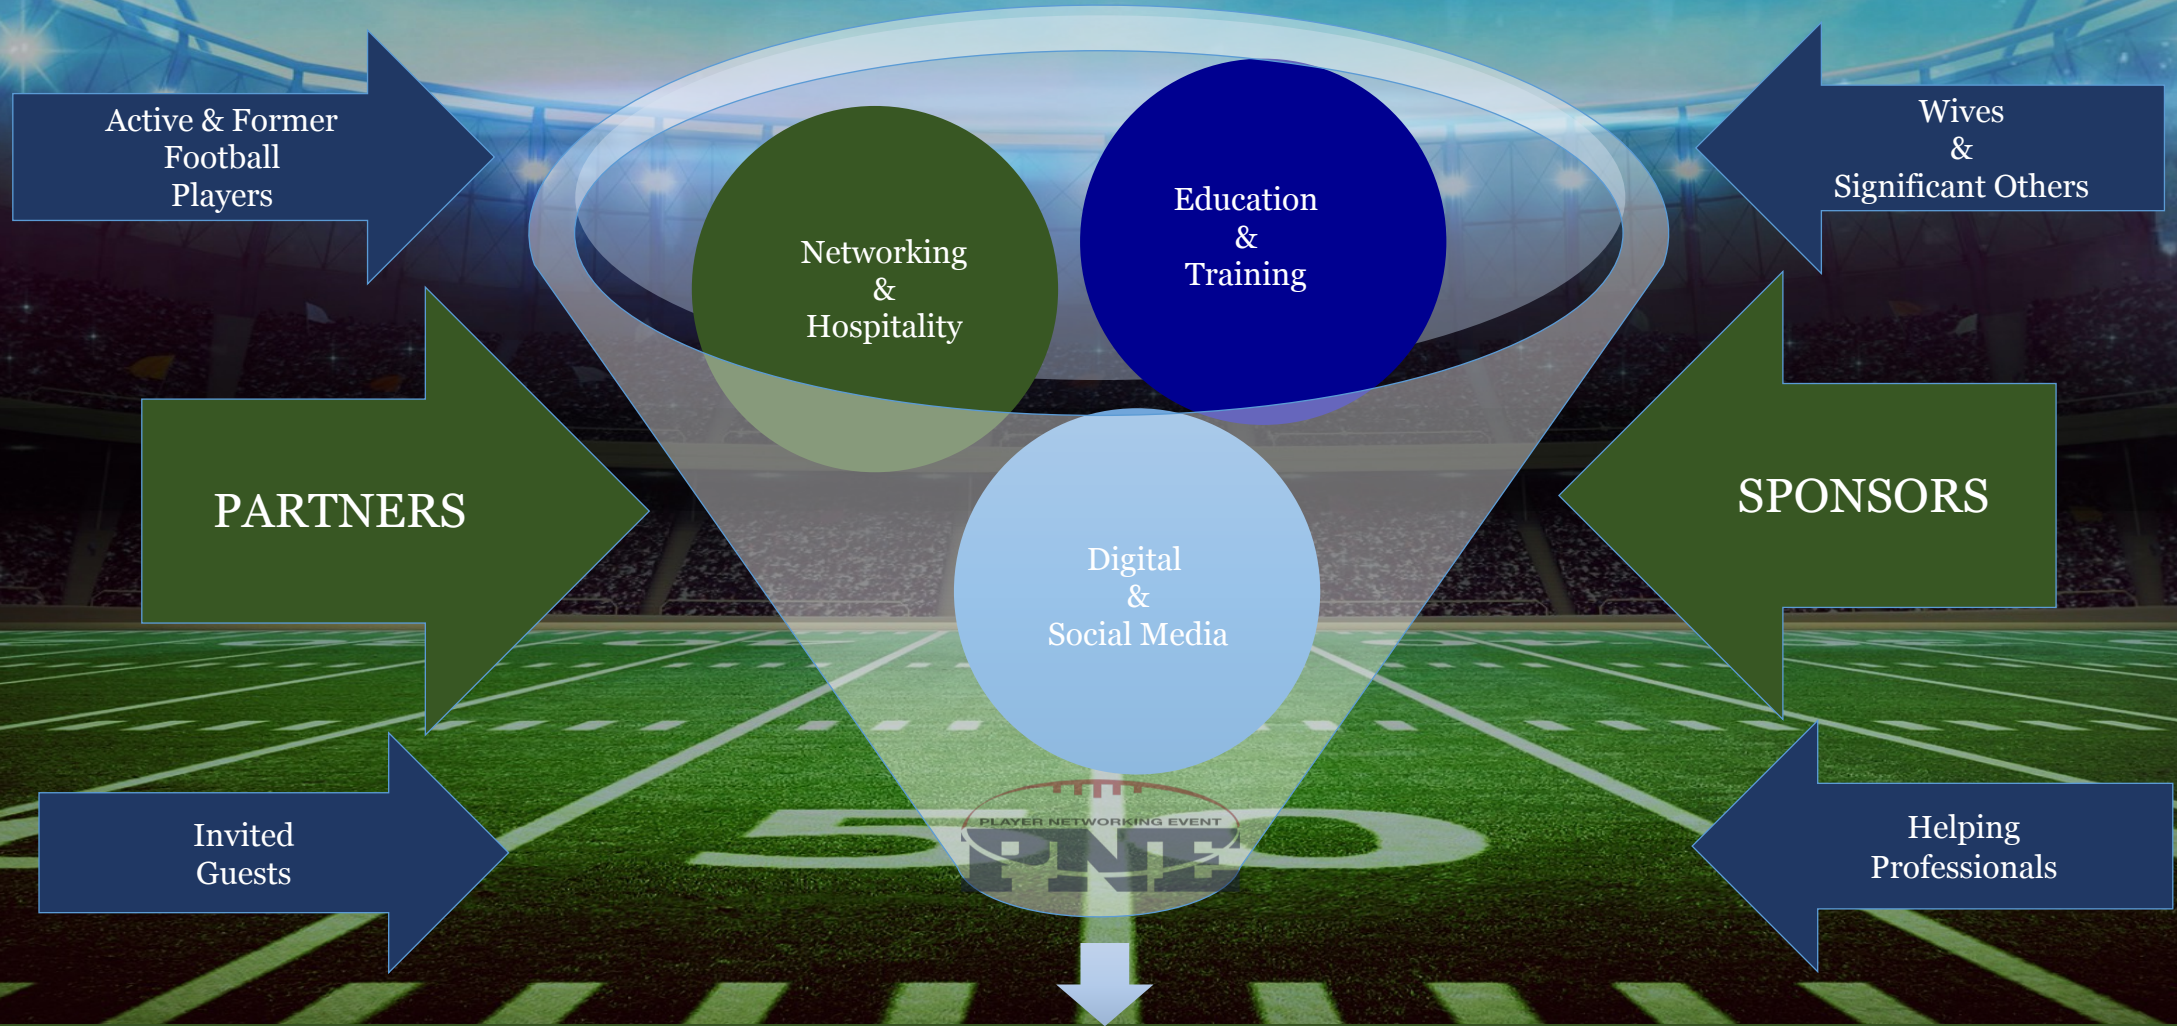 Active & Former
Football
Players
Wives
&
Significant Others
Networking
&
Hospitality
Education
&
Training
PARTNERS
SPONSORS
Digital
&
Social Media
PLAYER NETWORKING EVENT
PNE
50
Invited
Guests
Helping
Professionals